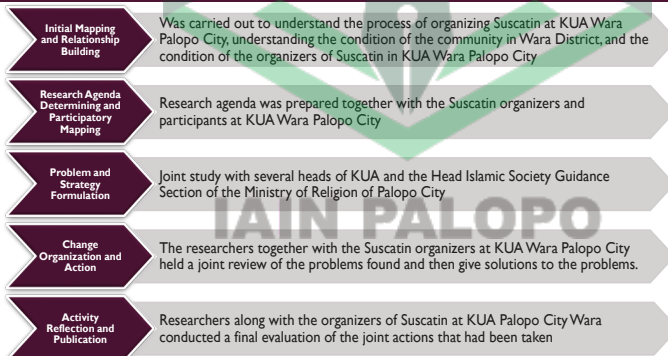 Initial Mapping
and Relationship
Building
Was carried out to understand the process of organizing Suscatin at KUA Wara
Palopo City, understanding the condition of the community in Wara District, and the
condition of the organizers of Suscatin in KUA Wara Palopo City
Research Agenda
Determining and
Participatory
Mapping
Research agenda was prepared together with the Suscatin organizers and
participants at KUA Wara Palopo City
Problem and
Strategy
Formulation
Joint study with several heads of KUA and the Head Islamic Society Guidance
Section of the Ministry of Religion of Palopo City
IAIN PALOPO
Change
Organization and
Action
The researchers together with the Suscatin organizers at KUA Wara Palopo City
held a joint review of the problems found and then give solutions to the problems.
Activity
Reflection and
Publication
Researchers along with the organizers of Suscatin at KUA Palopo City Wara
conducted a final evaluation of the joint actions that had been taken